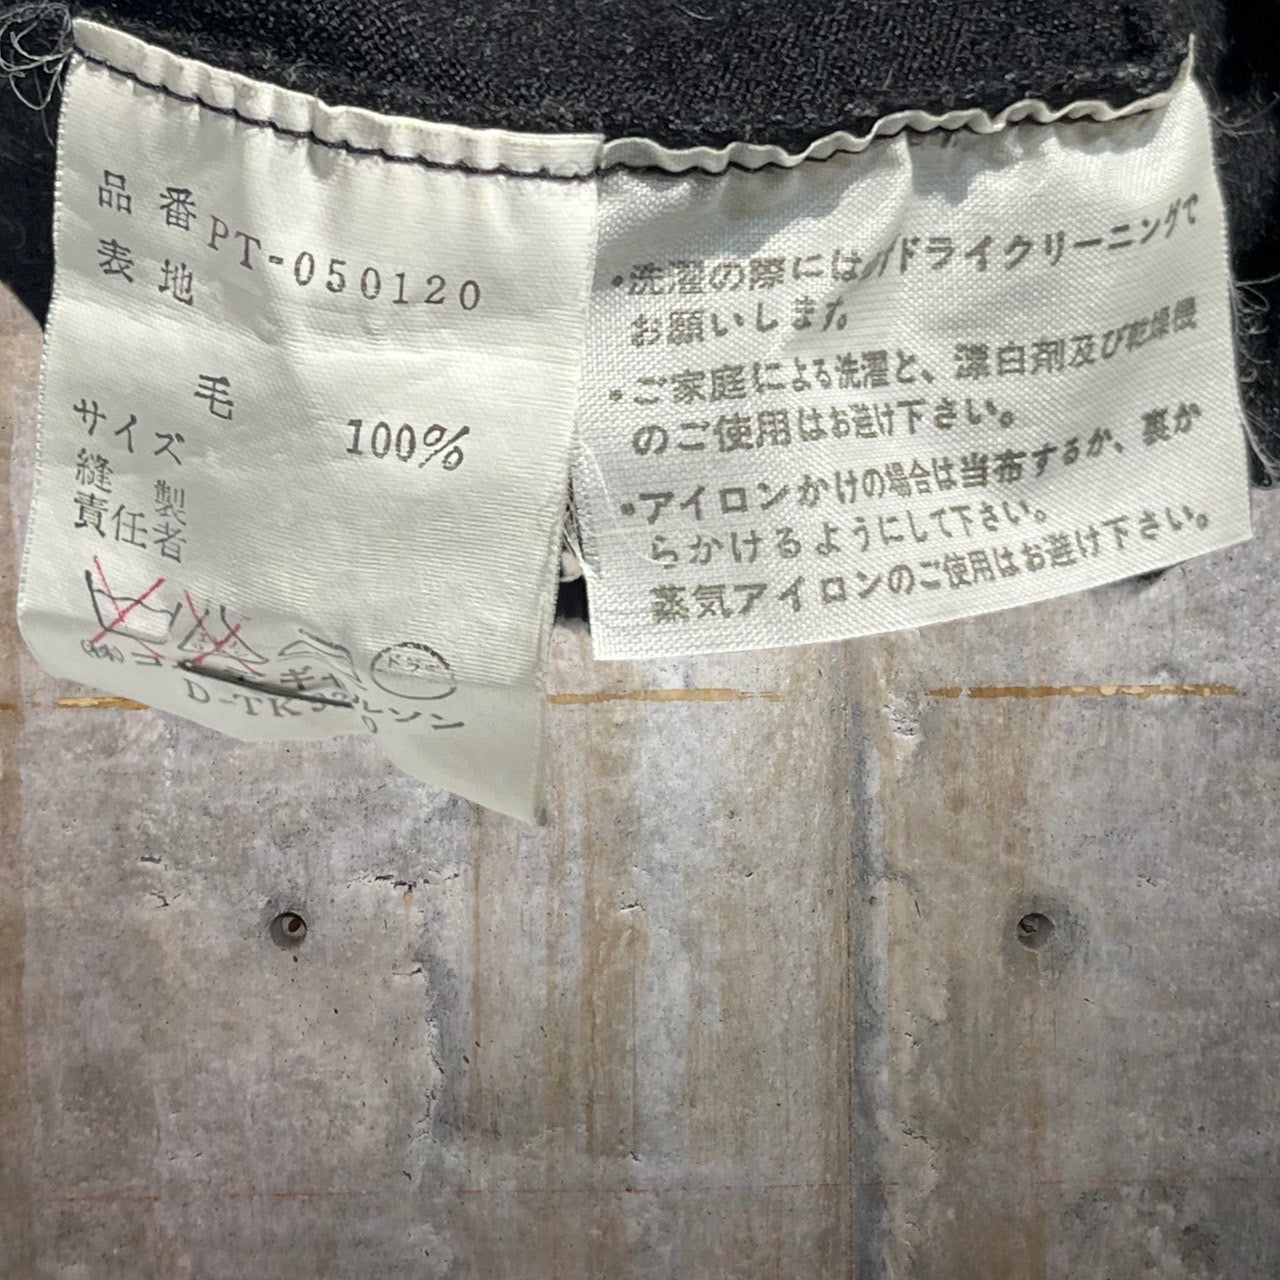 品番 PT-050120
表地
毛 100%
サイズ
縫製
責任者
ドライ
D-TK
・洗濯の際にはドライクリーニングで
お願いします
・ご家庭による洗濯と、漂白剤及び乾燥機
のご使用はお避け下さい。
・アイロンかけの場合は当布するか、裏か
らかけるようにして下さい。
蒸気アイロンのご使用はお避け下さい。